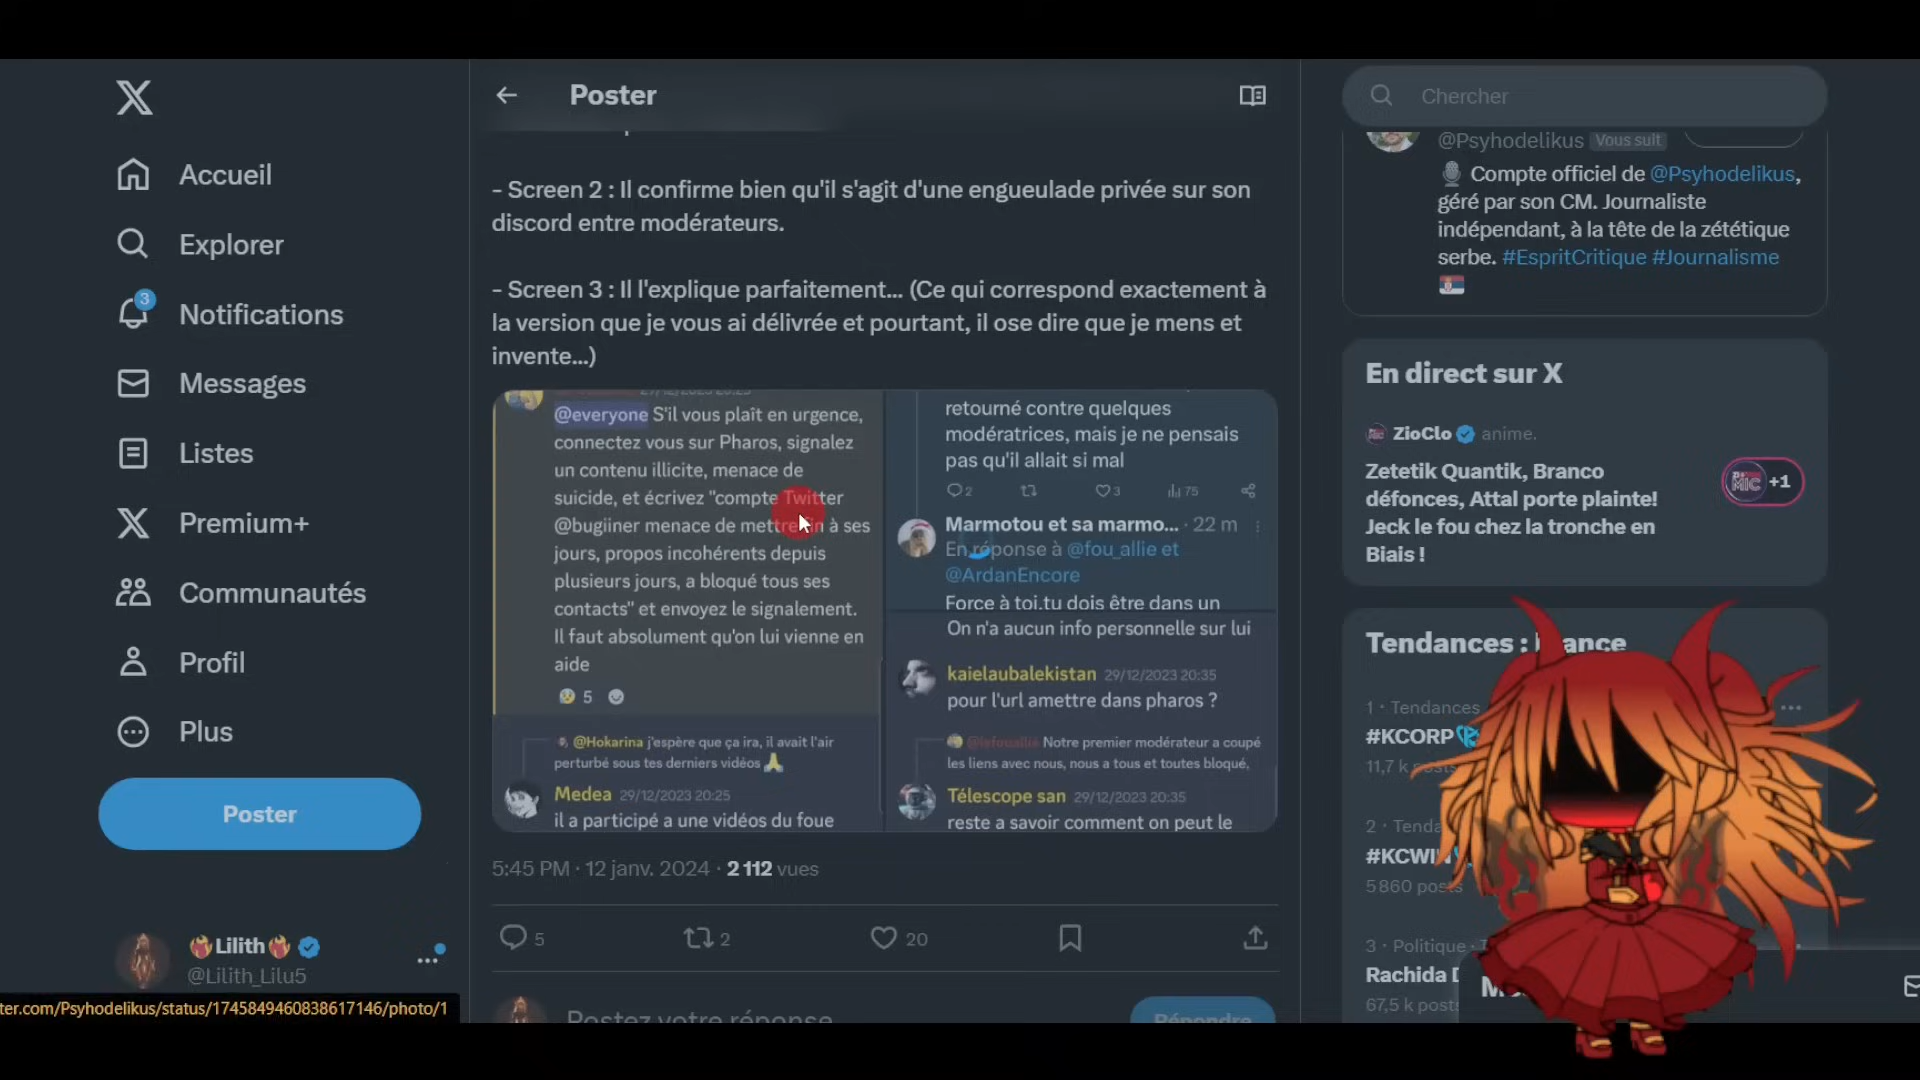 Accueil
Explorer
3
Notifications
Messages
Listes
Premium+
Communautés
Profil
Plus
Poster
🔥Lilith🔥
@Lilith_Lilu5
ter.com/Psyhodelikus/status/1745849460838617146/photo/1
Poster
- Screen 2 : Il confirme bien qu'il s'agit d'une engueulade privée sur son
discord entre modérateurs.
- Screen 3 : Il l'explique parfaitement... (Ce qui correspond exactement à
la version que je vous ai délivrée et pourtant, il ose dire que je mens et
invente...)
@everyone S'il vous plaît en urgence,
connectez vous sur Pharos, signalez
un contenu illicite, menace de
suicide, et écrivez "compte Twitter
@bugiiner menace de mettre fin à ses
jours, propos incohérents depuis
plusieurs jours, a bloqué tous ses
contacts" et envoyez le signalement.
Il faut absolument qu'on lui vienne en
aide
5
@Hokarina j'espère que ça ira, il avait l'air
perturbé sous tes derniers vidéos 🙏
Medea 29/12/2023 20:25
il a participé a une vidéos du foue
retourné contre quelques
modératrices, mais je ne pensais
pas qu'il allait si mal
2 3 75
Marmotou et sa marmo... · 22 m
En réponse à @fou_allie et
@ArdanEncore
Force à toi.tu dois être dans un
On n'a aucun info personnelle sur lui
kaielaubalekistan 29/12/2023 20:35
pour l'url amettre dans pharos ?
@lefouallié Notre premier modérateur a coupé
les liens avec nous, nous a tous et toutes bloqué,
Télescope san 29/12/2023 20:35
reste a savoir comment on peut le
5:45 PM · 12 janv. 2024 · 2 112 vues
5 2 20
Postez votre réponse
Répondre
Chercher
@Psyhodelikus Vous suit
Compte officiel de @Psyhodelikus,
géré par son CM. Journaliste
indépendant, à la tête de la zététique
serbe. #EspritCritique #Journalisme
En direct sur X
ZioClo anime.
Zetetik Quantik, Branco
défonces, Attal porte plainte!
Jeck le fou chez la tronche en
Biais !
MIC +1
Tendances : France
1 · Tendances
#KCORP
11,7 k posts
2 · Tenda
#KCWIN
5 860 posts
3 · Politique ·
Rachida D
67,5 k posts